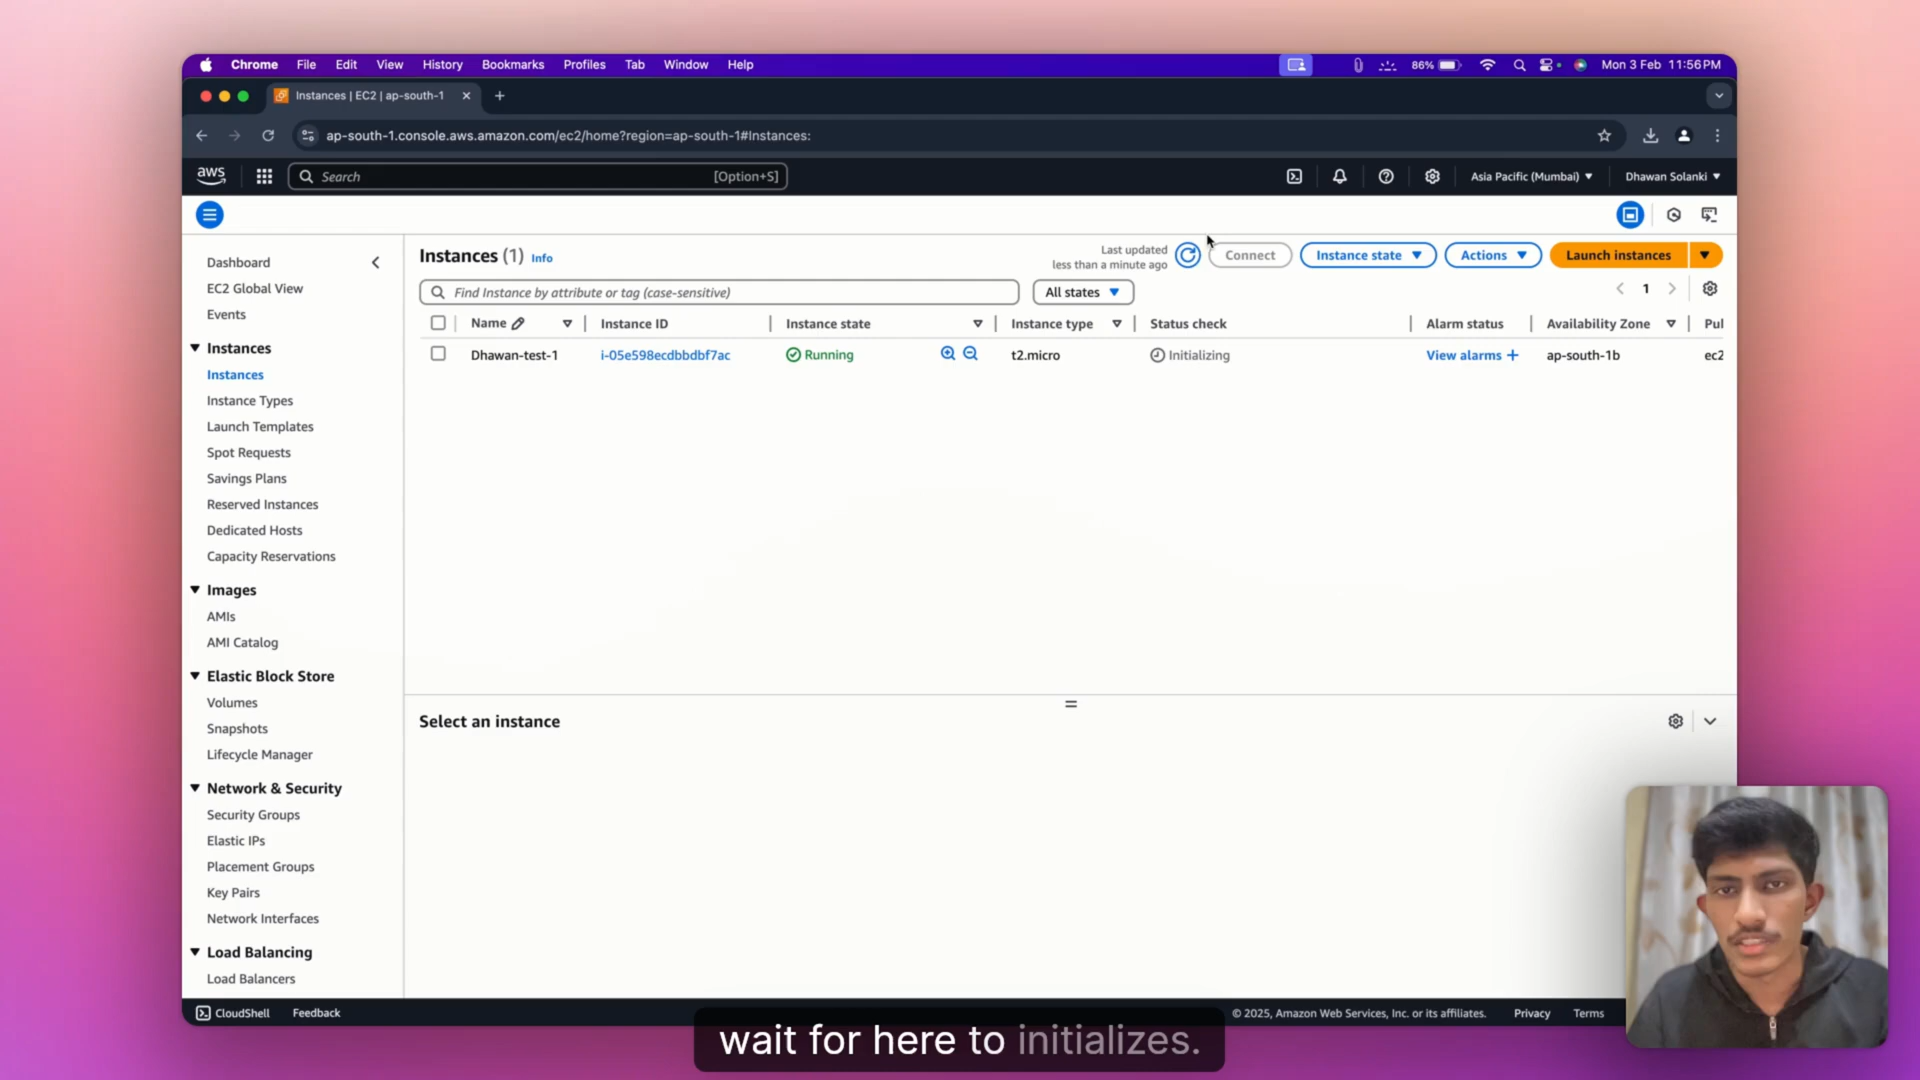 Chrome File Edit View History Bookmarks Profiles Tab Window Help 86% Mon 3 Feb 11:56PM
Instances | EC2 | ap-south-1
ap-south-1.console.aws.amazon.com/ec2/home?region=ap-south-1#Instances:
aws Search [Option+S] Asia Pacific (Mumbai) Dhawan Solanki
Dashboard
EC2 Global View
Events
Instances
Instances
Instance Types
Launch Templates
Spot Requests
Savings Plans
Reserved Instances
Dedicated Hosts
Capacity Reservations
Images
AMIs
AMI Catalog
Elastic Block Store
Volumes
Snapshots
Lifecycle Manager
Network & Security
Security Groups
Elastic IPs
Placement Groups
Key Pairs
Network Interfaces
Load Balancing
Load Balancers
Instances (1) Info
Last updated
less than a minute ago
Connect Instance state Actions Launch instances
Find Instance by attribute or tag (case-sensitive) All states 1
Name Instance ID Instance state Instance type Status check Alarm status Availability Zone Pul
Dhawan-test-1 i-05e598ecdbbdbf7ac Running t2.micro Initializing View alarms + ap-south-1b ec2
Select an instance
CloudShell Feedback © 2025, Amazon Web Services, Inc. or its affiliates. Privacy Terms
wait for here to initializes.